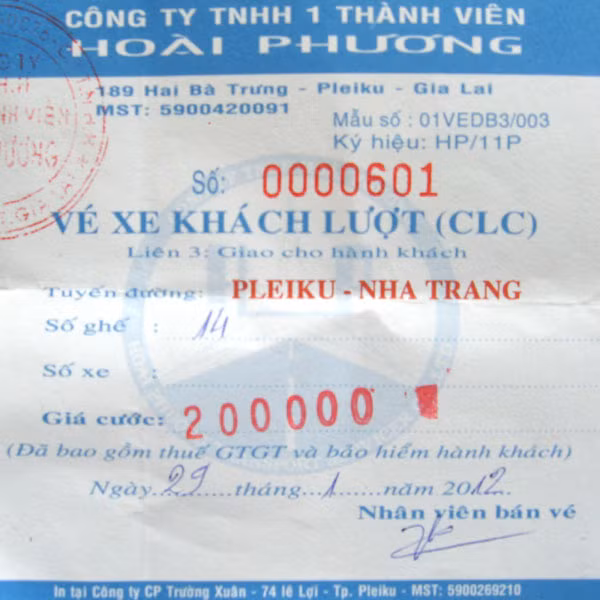 CÔNG TY TNHH 1 THÀNH VIÊN
HOÀI PHƯƠNG
189 Hai Bà Trưng - Pleiku - Gia Lai
MST: 5900420091
Mẫu số : 01VEDB3/003
Ký hiệu: HP/11P
Số: 0000601
VÉ XE KHÁCH LƯỢT (CLC)
Liên 3: Giao cho hành khách
Tuyến đường: PLEIKU - NHA TRANG
Số ghế : 14
Số xe :
Giá cước: 200000
(Đã bao gồm thuế GTGT và bảo hiểm hành khách)
Ngày 29 tháng 1 năm 2012
Nhân viên bán vé
In tại Công ty CP Trường Xuân - 74 lê Lợi - Tp. Pleiku - MST: 5900269210